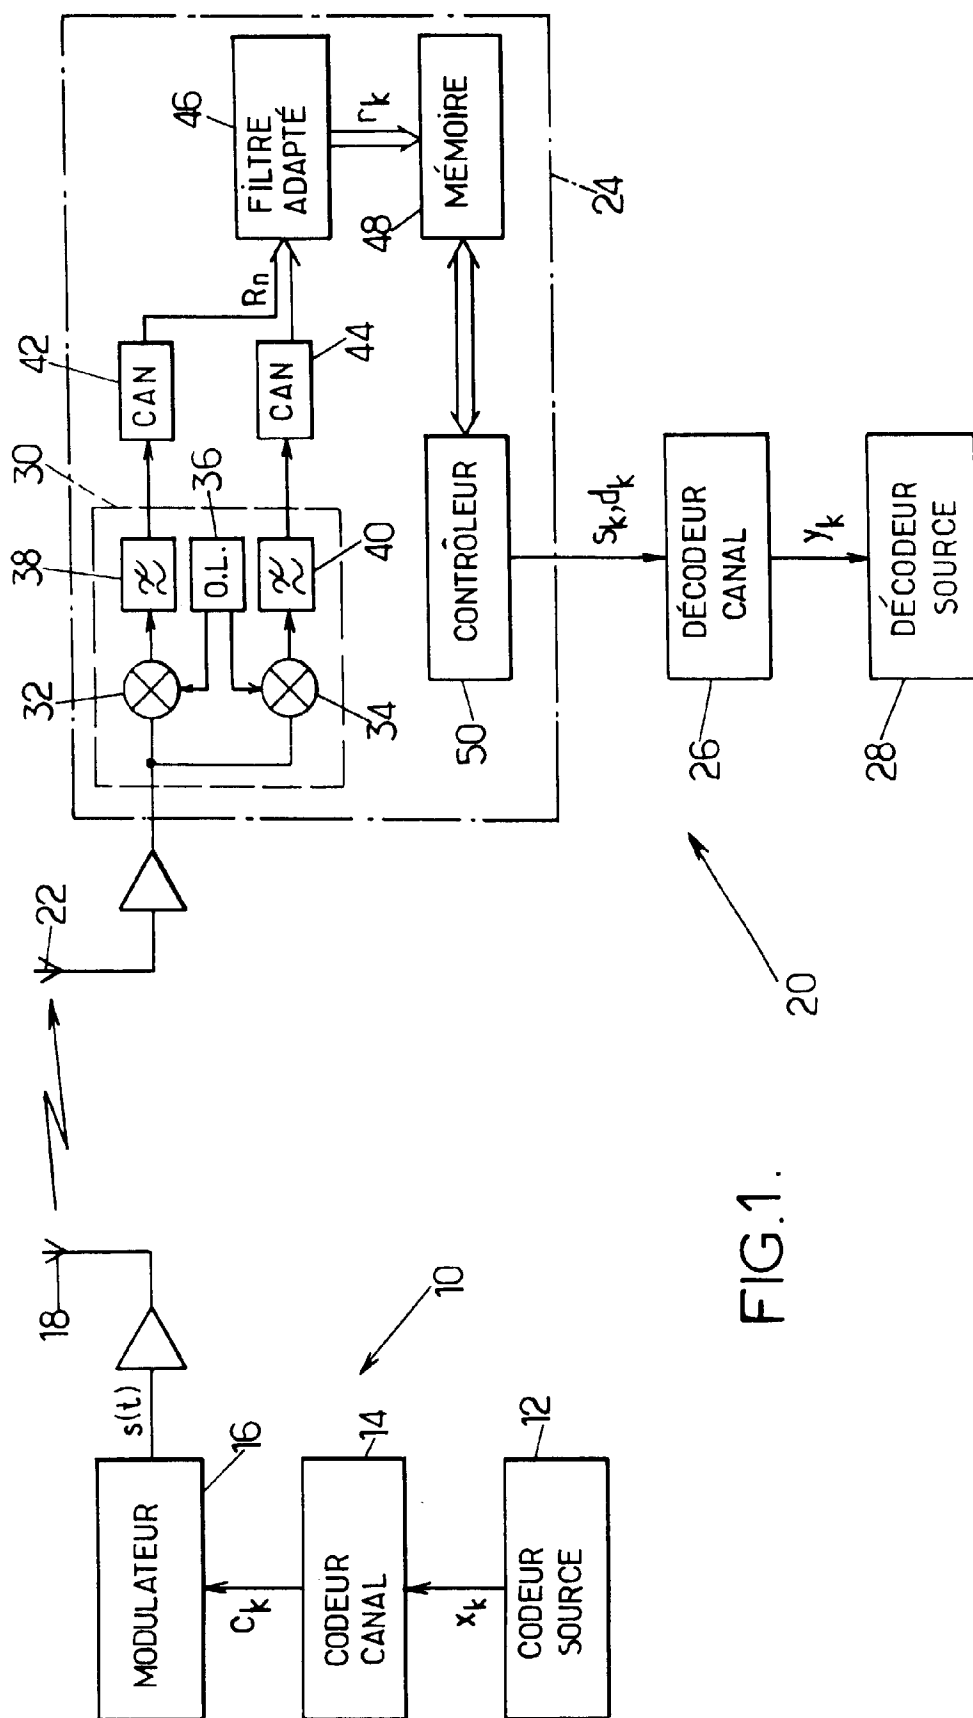 MODULATEUR
16
s(t)
18
C_k
CODEUR
CANAL
14
10
x_k
CODEUR
SOURCE
12
FIG.1.
22
20
30
32
34
36
38
40
O.L.
42
CAN
44
CAN
R_n
46
FILTRE
ADAPTÉ
r_k
48
MÉMOIRE
24
50
CONTRÔLEUR
S_k,d_k
26
DÉCODEUR
CANAL
y_k
28
DÉCODEUR
SOURCE